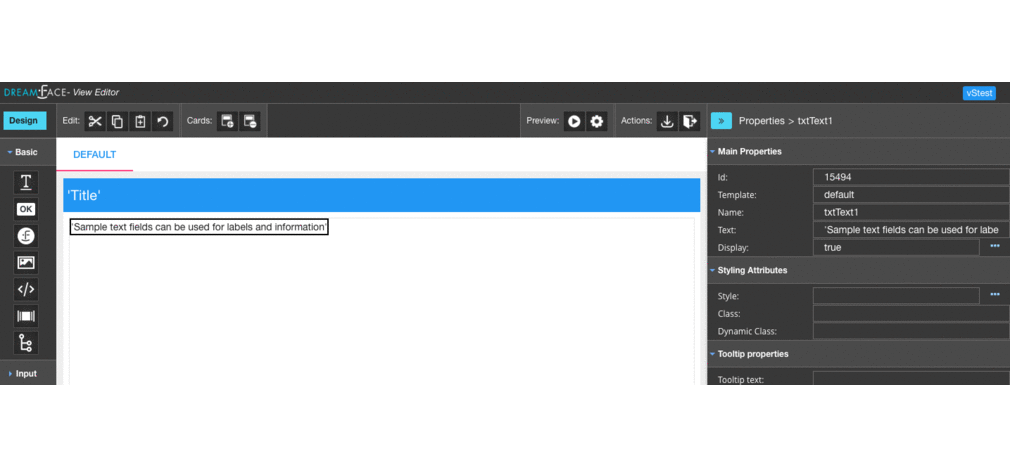 DREAMFACE- View Editor
vStest
Design
Edit:
Cards:
Preview:
Actions:
» Properties > txtText1
Basic
DEFAULT
Main Properties
T
Id: 15494
'Title'
Template: default
OK
Name: txtText1
'Sample text fields can be used for labels and information'
Text: 'Sample text fields can be used for labe
Display: true ...
Styling Attributes
</>
Style: ...
Class:
Dynamic Class:
Tooltip properties
Input
Tooltip text: